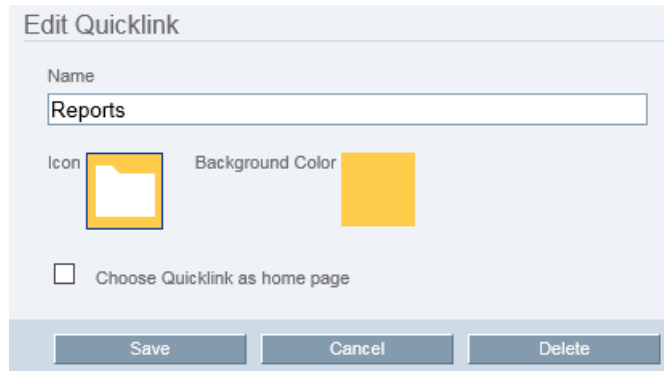 Edit Quicklink
Name
Reports
Icon Background Color
Choose Quicklink as home page
Save Cancel Delete